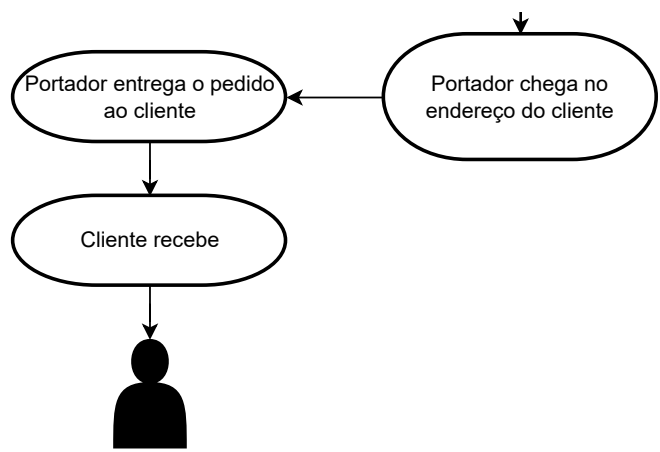 Portador chega no
endereço do cliente
Portador entrega o pedido
ao cliente
Cliente recebe